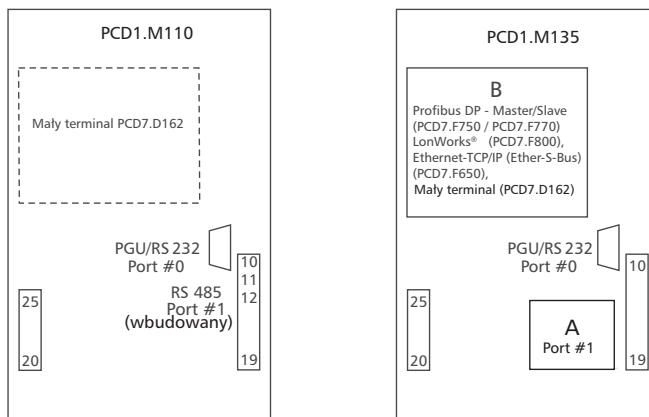 PCD1.M110
Mały terminal PCD7.D162
PGU/RS 232
Port #0
10
11
RS 485
12
Port #1
(wbudowany)
25
20
19
PCD1.M135
B
Profibus DP - Master/Slave
(PCD7.F750 / PCD7.F770)
LonWorks® (PCD7.F800),
Ethernet-TCP/IP (Ether-S-Bus)
(PCD7.F650),
Mały terminal (PCD7.D162)
PGU/RS 232
Port #0
10
25
A
Port #1
20
19